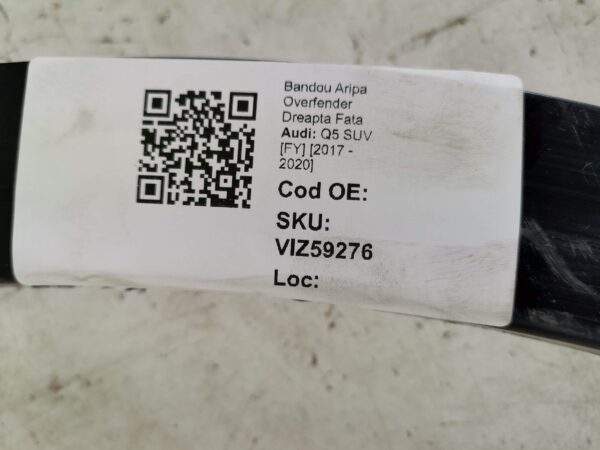 Bandou Aripa
Overfender
Dreapta Fata
Audi: Q5 SUV
[FY] [2017 -
2020]
Cod OE:
SKU:
VIZ59276
Loc: